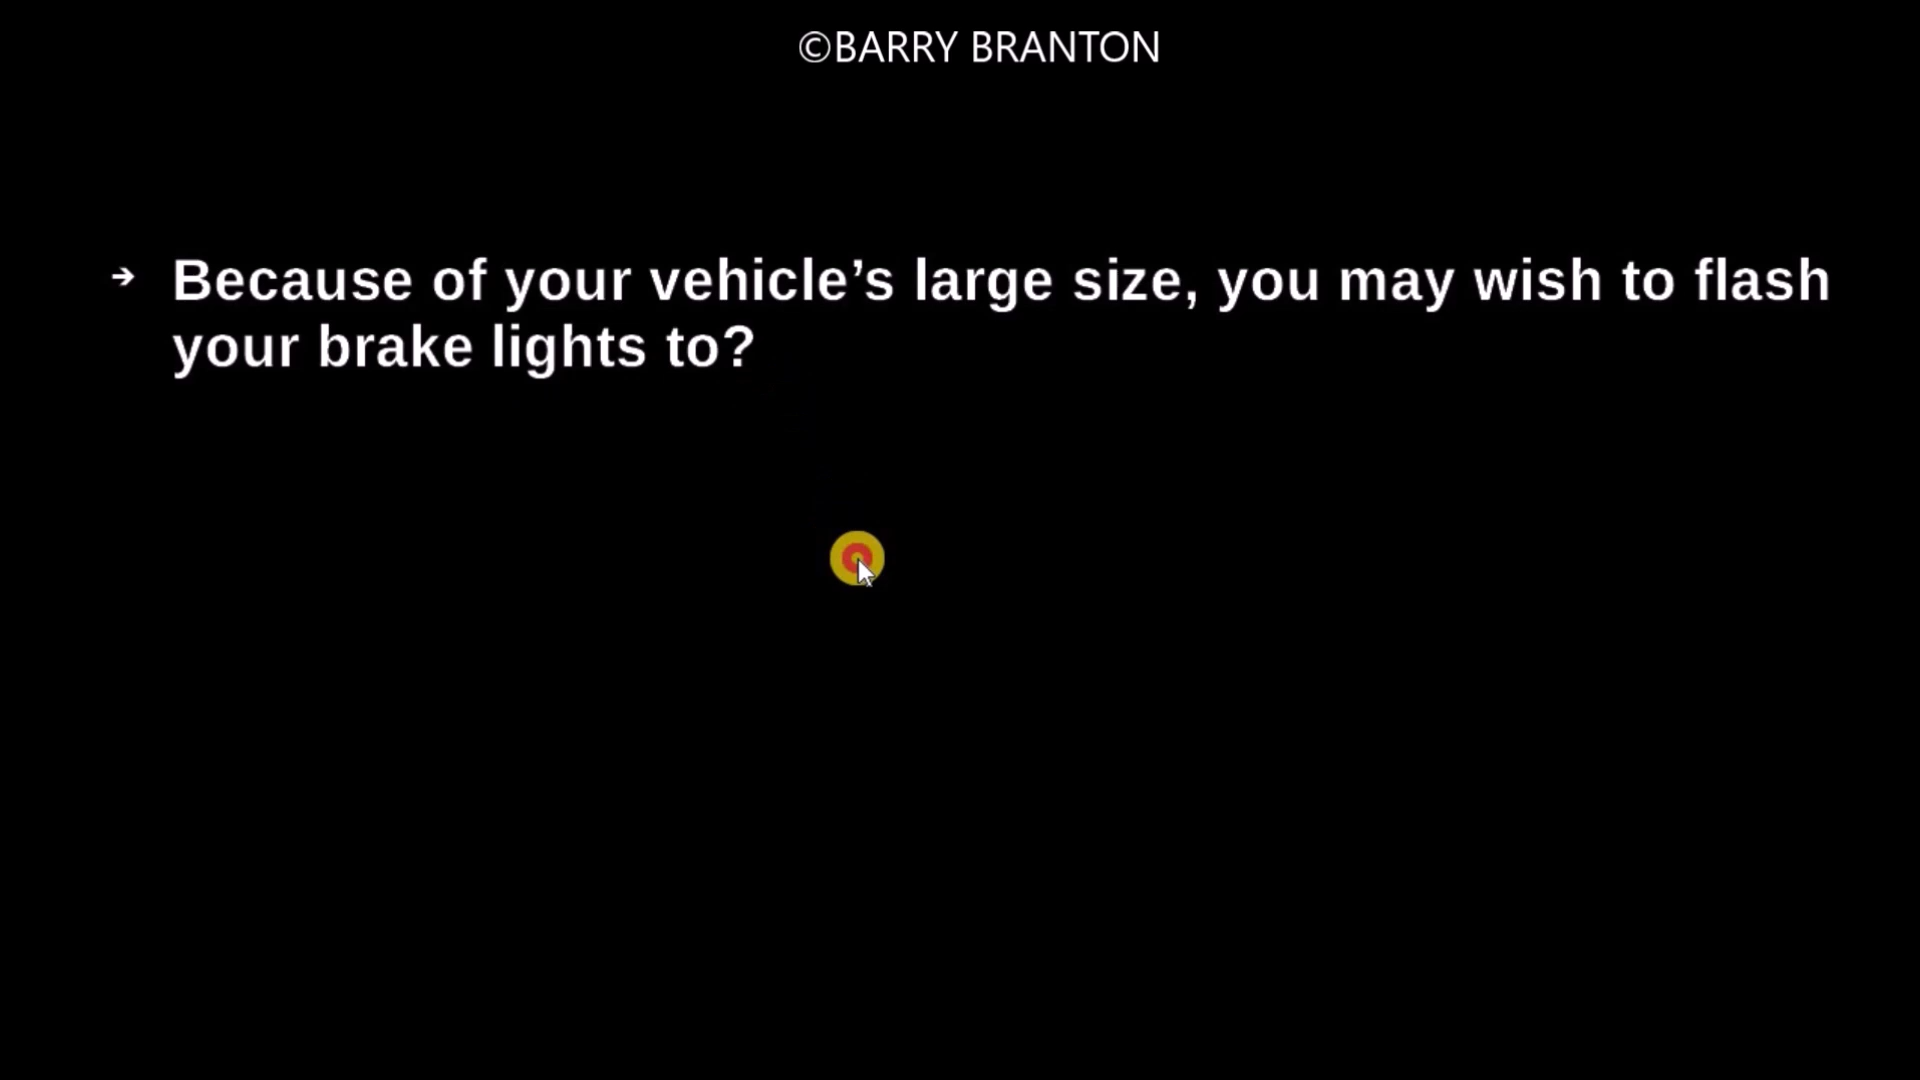 ©BARRY BRANTON
➔ Because of your vehicle’s large size, you may wish to flash
your brake lights to?